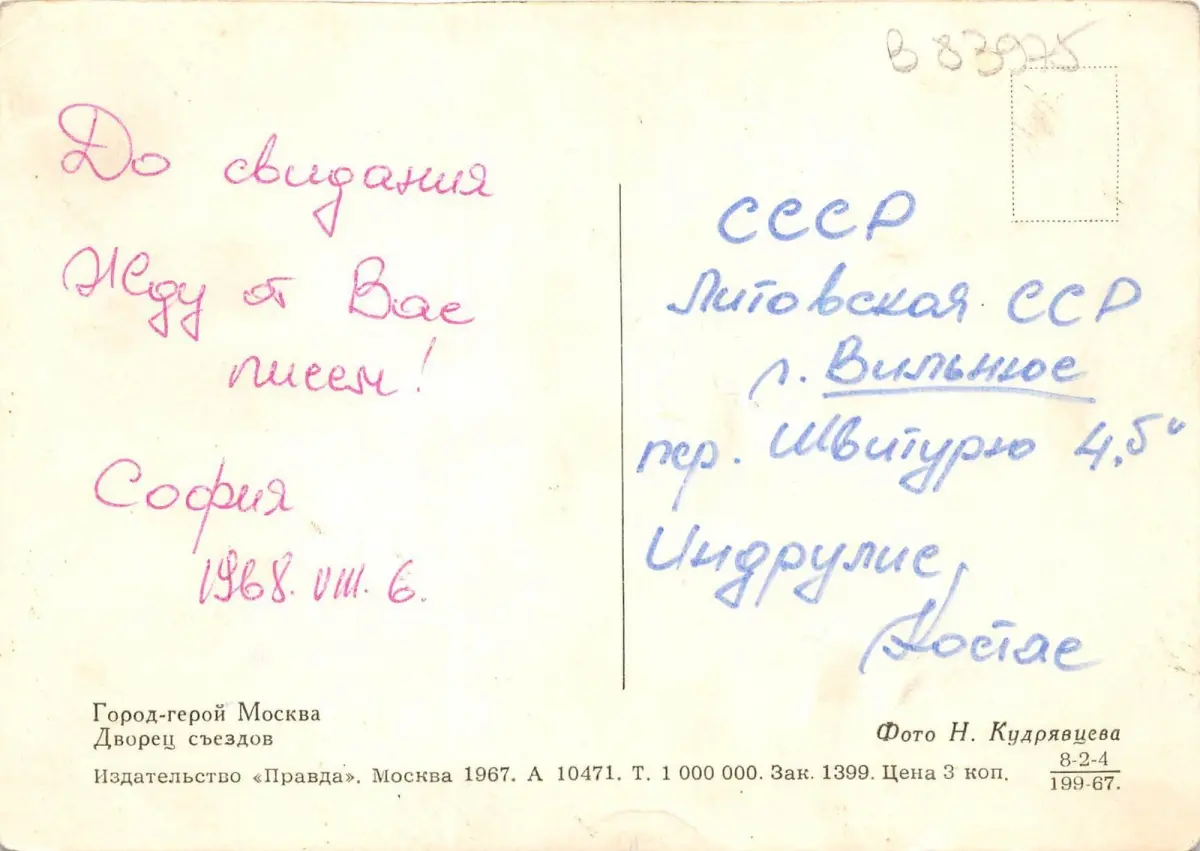 В 83975
До свидания
Жду от Вас
писем!
София
1968. VIII. 6.
СССР
Литовская ССР
г. Вильнюс
пер. Швитурю 4.5"
Индрулис,
Костас
Город-герой Москва
Дворец съездов
Фото Н. Кудрявцева
Издательство «Правда». Москва 1967. А 10471. Т. 1 000 000. Зак. 1399. Цена 3 коп.
8-2-4
199-67.